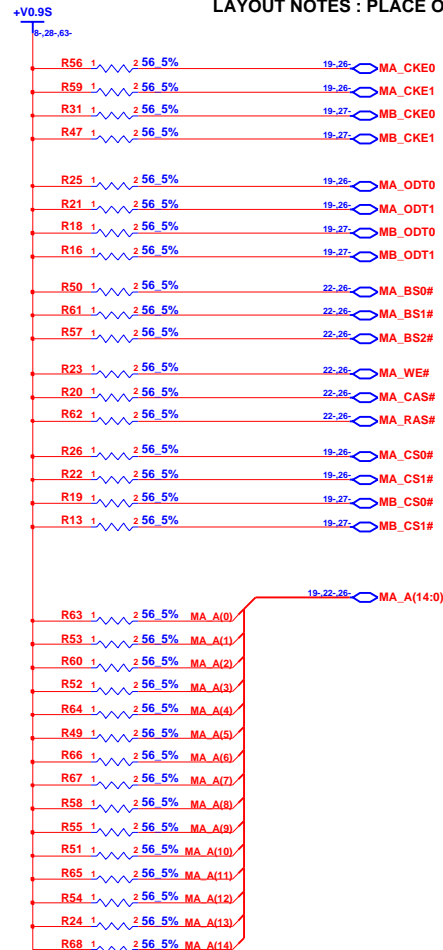 LAYOUT NOTES : PLACE O
+V0.9S
8-,28-,63-
R56 1 2 56_5% 19-,26- MA_CKE0
R59 1 2 56_5% 19-,26- MA_CKE1
R31 1 2 56_5% 19-,27- MB_CKE0
R47 1 2 56_5% 19-,27- MB_CKE1
R25 1 2 56_5% 19-,26- MA_ODT0
R21 1 2 56_5% 19-,26- MA_ODT1
R18 1 2 56_5% 19-,27- MB_ODT0
R16 1 2 56_5% 19-,27- MB_ODT1
R50 1 2 56_5% 22-,26- MA_BS0#
R61 1 2 56_5% 22-,26- MA_BS1#
R57 1 2 56_5% 22-,26- MA_BS2#
R23 1 2 56_5% 22-,26- MA_WE#
R20 1 2 56_5% 22-,26- MA_CAS#
R62 1 2 56_5% 22-,26- MA_RAS#
R26 1 2 56_5% 19-,26- MA_CS0#
R22 1 2 56_5% 19-,26- MA_CS1#
R19 1 2 56_5% 19-,27- MB_CS0#
R13 1 2 56_5% 19-,27- MB_CS1#
19-,22-,26- MA_A(14:0)
R63 1 2 56_5% MA_A(0)
R53 1 2 56_5% MA_A(1)
R60 1 2 56_5% MA_A(2)
R52 1 2 56_5% MA_A(3)
R64 1 2 56_5% MA_A(4)
R49 1 2 56_5% MA_A(5)
R66 1 2 56_5% MA_A(6)
R67 1 2 56_5% MA_A(7)
R58 1 2 56_5% MA_A(8)
R55 1 2 56_5% MA_A(9)
R51 1 2 56_5% MA_A(10)
R65 1 2 56_5% MA_A(11)
R54 1 2 56_5% MA_A(12)
R24 1 2 56_5% MA_A(13)
R68 1 2 56_5% MA_A(14)